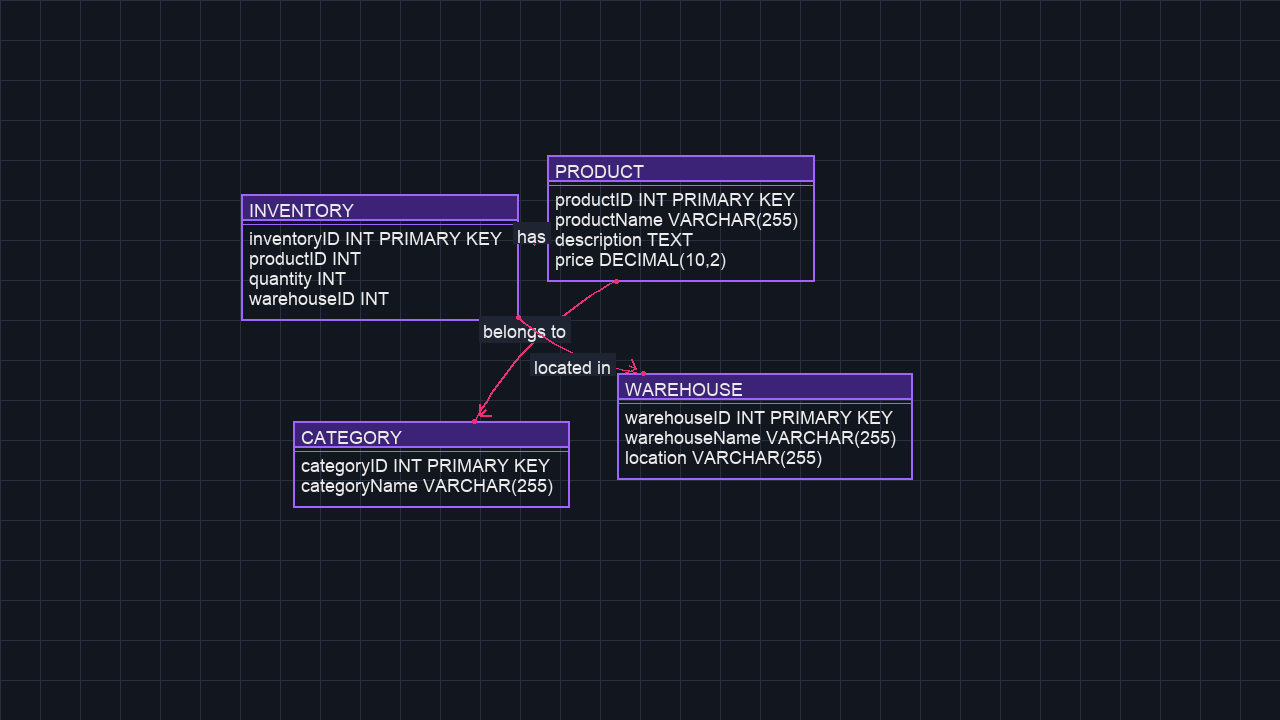 PRODUCT
productID INT PRIMARY KEY
productName VARCHAR(255)
description TEXT
price DECIMAL(10,2)
INVENTORY
inventoryID INT PRIMARY KEY
productID INT
quantity INT
warehouseID INT
has
belongs to
located in
WAREHOUSE
warehouseID INT PRIMARY KEY
warehouseName VARCHAR(255)
location VARCHAR(255)
CATEGORY
categoryID INT PRIMARY KEY
categoryName VARCHAR(255)